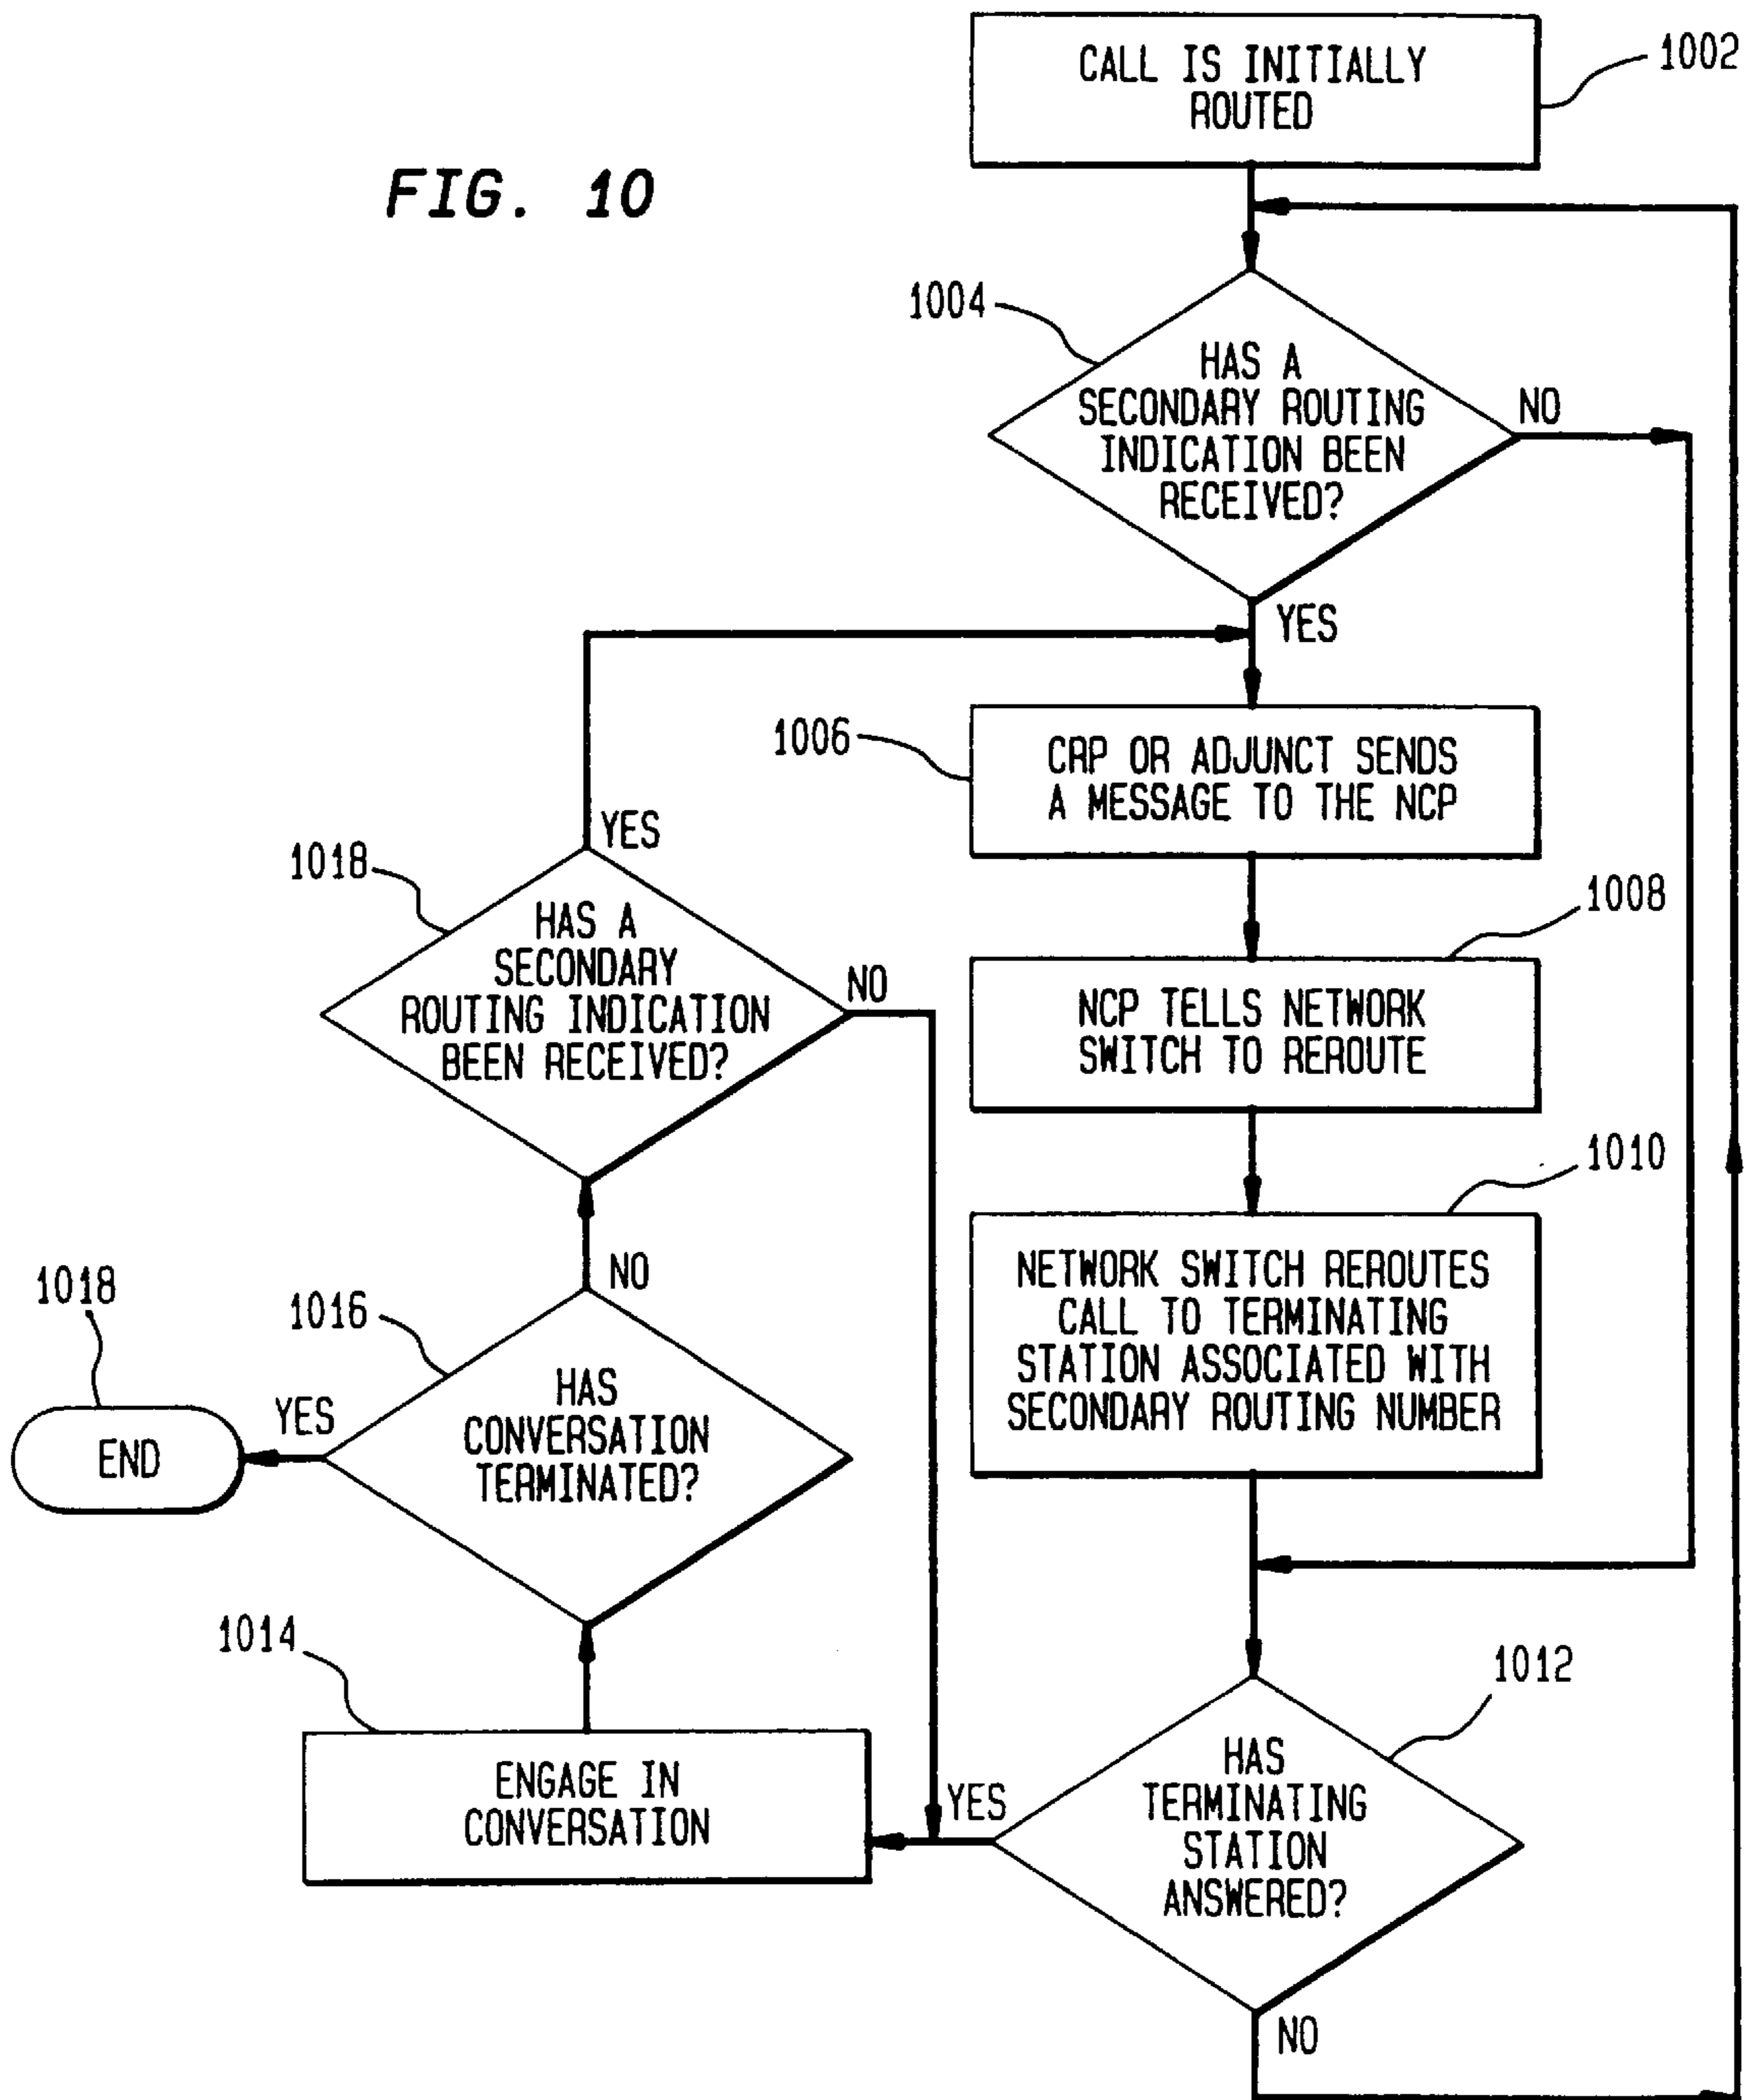 FIG. 10
CALL IS INITIALLY
ROUTED
1002
1004
HAS A
SECONDARY ROUTING
INDICATION BEEN
RECEIVED?
NO
YES
1006
CRP OR ADJUNCT SENDS
A MESSAGE TO THE NCP
1008
NCP TELLS NETWORK
SWITCH TO REROUTE
1010
NETWORK SWITCH REROUTES
CALL TO TERMINATING
STATION ASSOCIATED WITH
SECONDARY ROUTING NUMBER
1012
HAS
TERMINATING
STATION
ANSWERED?
NO
YES
1014
ENGAGE IN
CONVERSATION
1016
HAS
CONVERSATION
TERMINATED?
YES
1018
END
NO
1018
HAS A
SECONDARY
ROUTING INDICATION
BEEN RECEIVED?
YES
NO